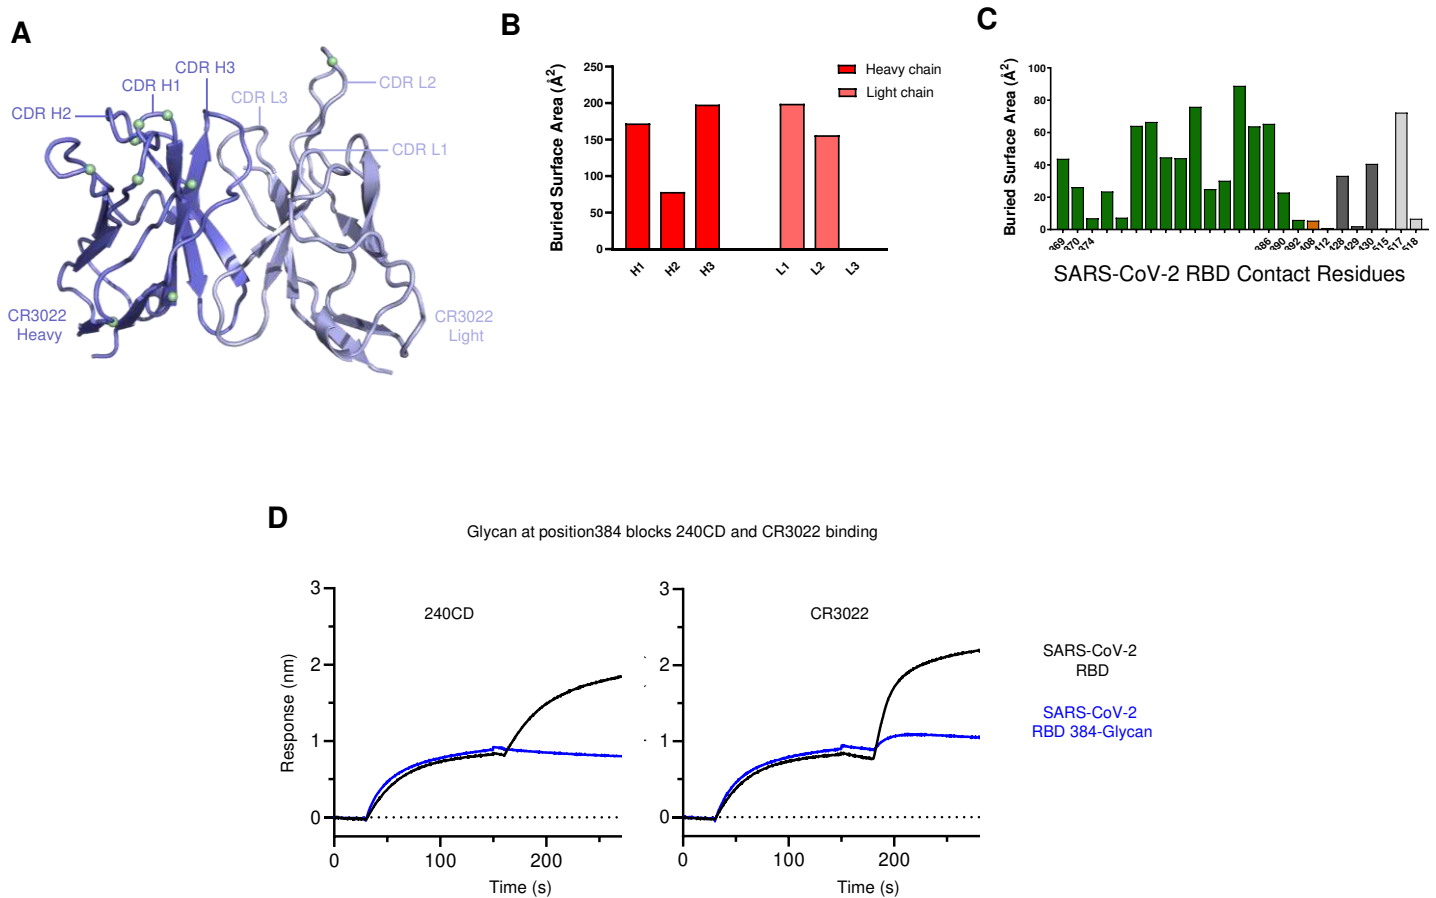 A
CDR H3
CDR H1
CDR L2
CDR L3
CDR H2
CDR L1
CR3022
Heavy
CR3022
Light
B
Heavy chain
Light chain
Buried Surface Area (Å2)
250
200
150
100
50
0
H1
H2
H3
L1
L2
L3
C
Buried Surface Area (Å2)
100
80
60
40
20
0
SARS-CoV-2 RBD Contact Residues
D
Glycan at position384 blocks 240CD and CR3022 binding
240CD
Response (nm)
3
2
1
0
0
100
200
Time (s)
CR3022
3
2
1
0
0
100
200
Time (s)
SARS-CoV-2
RBD
SARS-CoV-2
RBD 384-Glycan